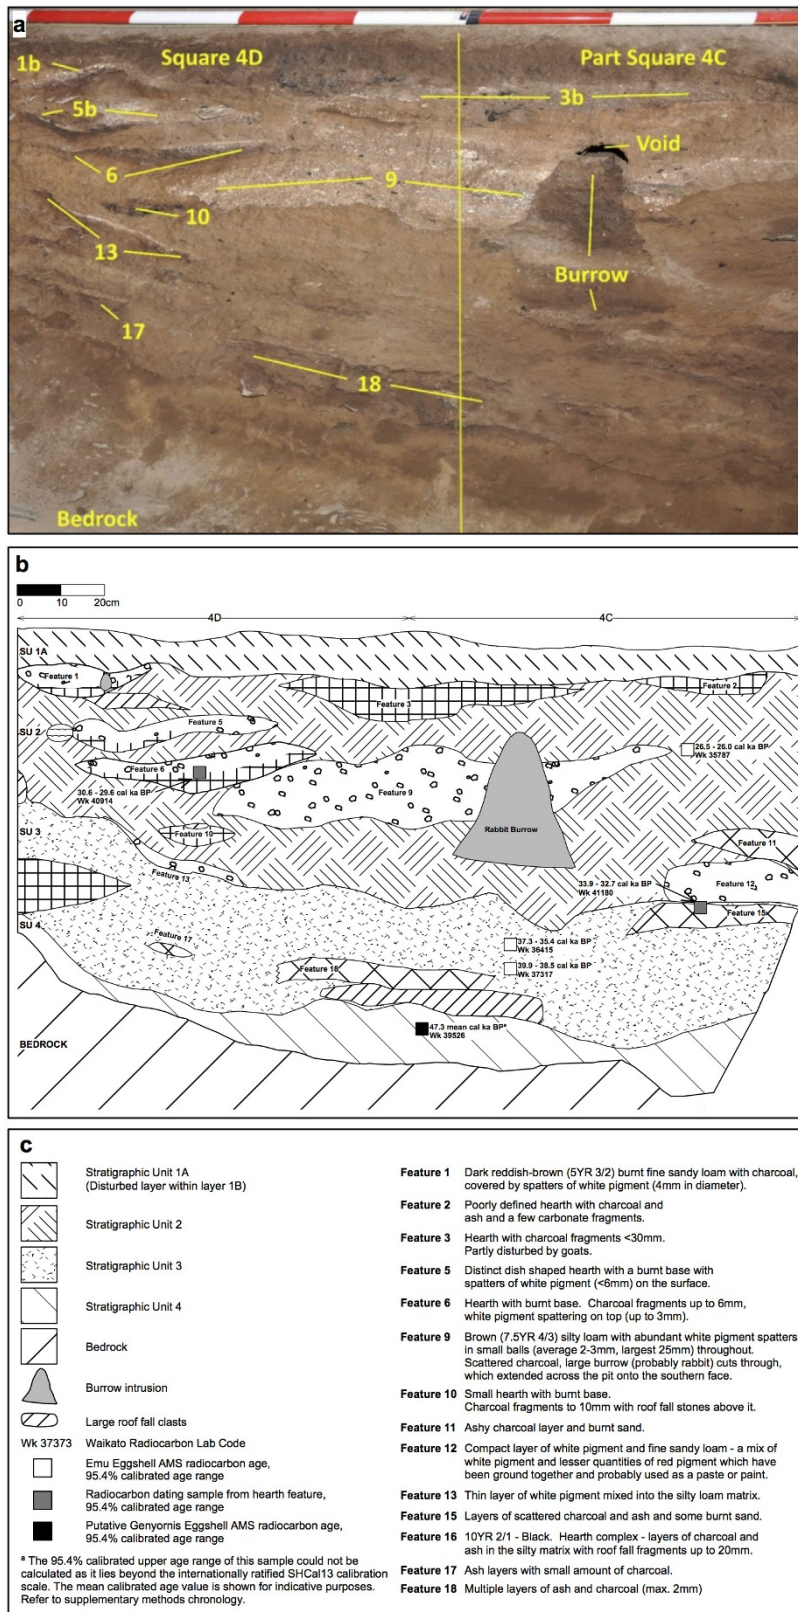 a
Square 4D
Part Square 4C
1b
3b
5b
Void
6
9
10
13
Burrow
17
18
Bedrock
b
0 10 20cm
4D
4C
SU 1A
Feature 1
Feature 2
Feature 3
SU 2
Feature 5
26.5 - 26.0 cal ka BP
Wk 35787
Feature 6
30.6 - 29.6 cal ka BP
Wk 40914
Feature 9
SU 3
Feature 10
Rabbit Burrow
Feature 11
Feature 13
33.9 - 32.7 cal ka BP
Wk 41180
Feature 12
Feature 15
SU 4
Feature 17
37.3 - 35.4 cal ka BP
Wk 36415
Feature 18
39.9 - 38.5 cal ka BP
Wk 37317
47.3 mean cal ka BPª
Wk 39526
BEDROCK
c
Stratigraphic Unit 1A
(Disturbed layer within layer 1B)
Stratigraphic Unit 2
Stratigraphic Unit 3
Stratigraphic Unit 4
Bedrock
Burrow intrusion
Large roof fall clasts
Wk 37373 Waikato Radiocarbon Lab Code
Emu Eggshell AMS radiocarbon age,
95.4% calibrated age range
Radiocarbon dating sample from hearth feature,
95.4% calibrated age range
Putative Genyornis Eggshell AMS radiocarbon age,
95.4% calibrated age range
ª The 95.4% calibrated upper age range of this sample could not be
calculated as it lies beyond the internationally ratified SHCal13 calibration
scale. The mean calibrated age value is shown for indicative purposes.
Refer to supplementary methods chronology.
Feature 1 Dark reddish-brown (5YR 3/2) burnt fine sandy loam with charcoal,
covered by spatters of white pigment (4mm in diameter).
Feature 2 Poorly defined hearth with charcoal and
ash and a few carbonate fragments.
Feature 3 Hearth with charcoal fragments <30mm.
Partly disturbed by goats.
Feature 5 Distinct dish shaped hearth with a burnt base with
spatters of white pigment (<6mm) on the surface.
Feature 6 Hearth with burnt base. Charcoal fragments up to 6mm,
white pigment spattering on top (up to 3mm).
Feature 9 Brown (7.5YR 4/3) silty loam with abundant white pigment spatters
in small balls (average 2-3mm, largest 25mm) throughout.
Scattered charcoal, large burrow (probably rabbit) cuts through,
which extended across the pit onto the southern face.
Feature 10 Small hearth with burnt base.
Charcoal fragments to 10mm with roof fall stones above it.
Feature 11 Ashy charcoal layer and burnt sand.
Feature 12 Compact layer of white pigment and fine sandy loam - a mix of
white pigment and lesser quantities of red pigment which have
been ground together and probably used as a paste or paint.
Feature 13 Thin layer of white pigment mixed into the silty loam matrix.
Feature 15 Layers of scattered charcoal and ash and some burnt sand.
Feature 16 10YR 2/1 - Black. Hearth complex - layers of charcoal and
ash in the silty matrix with roof fall fragments up to 20mm.
Feature 17 Ash layers with small amount of charcoal.
Feature 18 Multiple layers of ash and charcoal (max. 2mm)